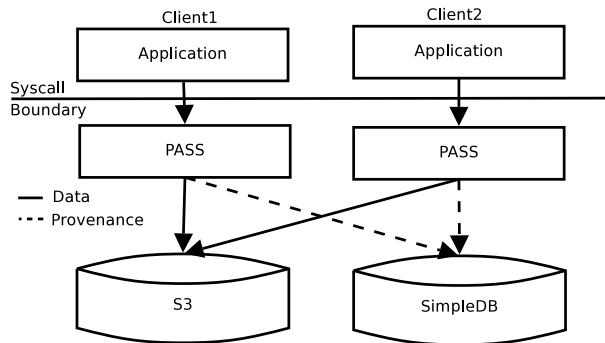 Client1
Client2
Application
Application
Syscall
Boundary
PASS
PASS
Data
Provenance
S3
SimpleDB